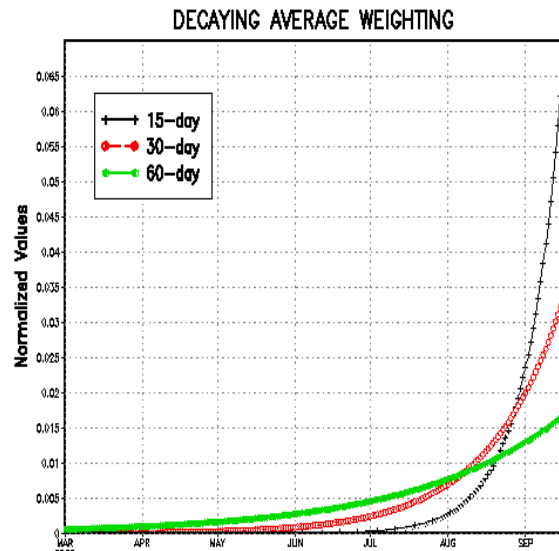 DECAYING AVERAGE WEIGHTING
Normalized Values
0.065
0.06
0.055
0.05
0.045
0.04
0.035
0.03
0.025
0.02
0.015
0.01
0.005
0
15-day
30-day
60-day
MAR APR MAY JUN JUL AUG SEP